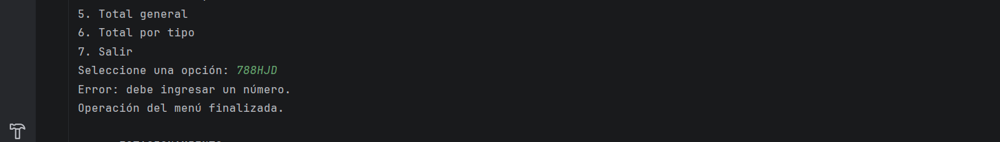 5. Total general
6. Total por tipo
7. Salir
Seleccione una opción: 788HJD
Error: debe ingresar un número.
Operación del menú finalizada.